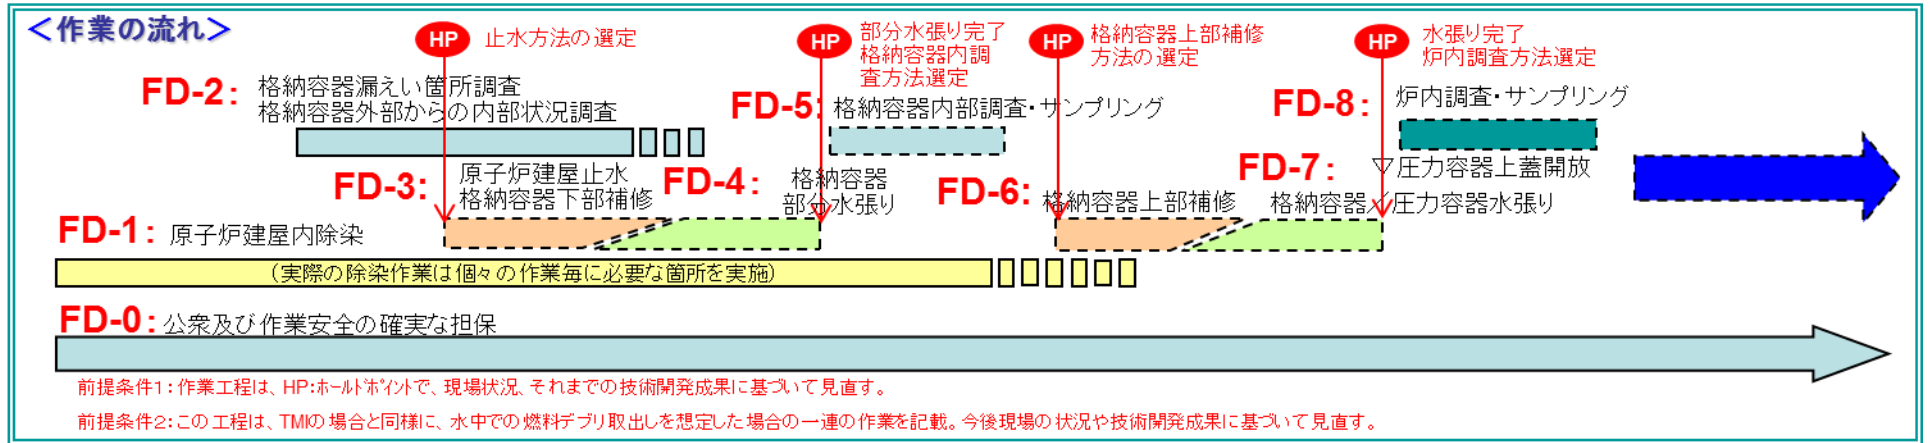 ＜作業の流れ＞
HP 止水方法の選定
HP 部分水張り完了
格納容器内調
査方法選定
HP 格納容器上部補修
方法の選定
HP 水張り完了
炉内調査方法選定
FD-2： 格納容器漏えい箇所調査
格納容器外部からの内部状況調査
FD-5： 格納容器内部調査・サンプリング
FD-8： 炉内調査・サンプリング
FD-3： 原子炉建屋止水
格納容器下部補修
FD-4： 格納容器
部分水張り
FD-6： 格納容器上部補修
FD-7： ▽圧力容器上蓋開放
格納容器／圧力容器水張り
FD-1： 原子炉建屋内除染
（実際の除染作業は個々の作業毎に必要な箇所を実施）
FD-0： 公衆及び作業安全の確実な担保
前提条件1：作業工程は、HP：ホールドポイントで、現場状況、それまでの技術開発成果に基づいて見直す。
前提条件2：この工程は、TMIの場合と同様に、水中での燃料デブリ取出しを想定した場合の一連の作業を記載。今後現場の状況や技術開発成果に基づいて見直す。